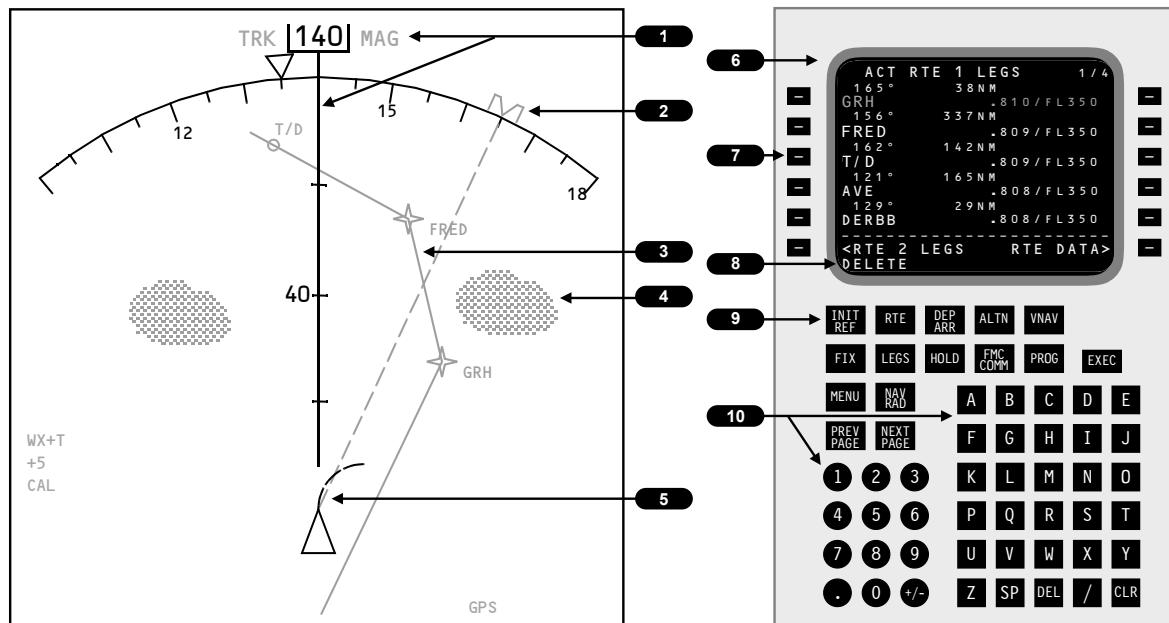 TRK 140 MAG
1
12
15
18
2
T/D
FRED
3
40
4
GRH
WX+T
+5
CAL
5
GPS
6
ACT RTE 1 LEGS 1/4
165° 38NM
GRH .810/FL350
156° 337NM
FRED .809/FL350
162° 142NM
7
T/D .809/FL350
121° 165NM
AVE .808/FL350
129° 29NM
DERBB .808/FL350
<RTE 2 LEGS RTE DATA>
8
DELETE
9
INIT REF RTE DEP ARR ALTN VNAV
FIX LEGS HOLD FMC COMM PROG EXEC
MENU NAV RAD
10
PREV PAGE NEXT PAGE
1 2 3
4 5 6
7 8 9
. 0 +/-
A B C D E
F G H I J
K L M N O
P Q R S T
U V W X Y
Z SP DEL / CLR